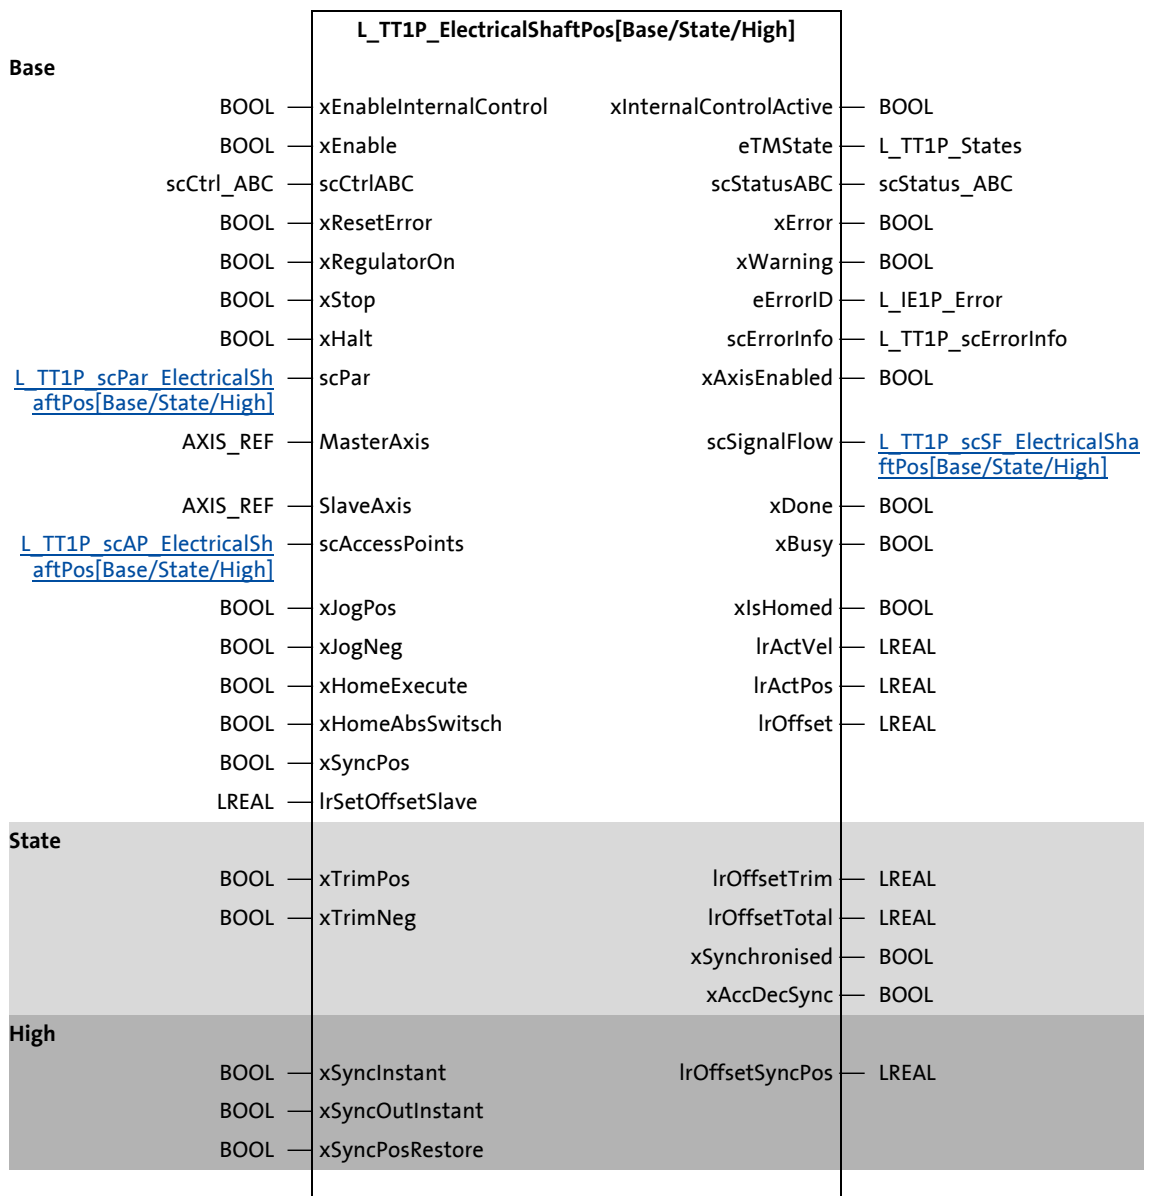 L_TT1P_ElectricalShaftPos[Base/State/High]
Base
BOOL xEnableInternalControl xInternalControlActive BOOL
BOOL xEnable eTMState L_TT1P_States
scCtrl_ABC scCtrlABC scStatusABC scStatus_ABC
BOOL xResetError xError BOOL
BOOL xRegulatorOn xWarning BOOL
BOOL xStop eErrorID L_IE1P_Error
BOOL xHalt scErrorInfo L_TT1P_scErrorInfo
L_TT1P_scPar_ElectricalSh scPar xAxisEnabled BOOL
aftPos[Base/State/High]
AXIS_REF MasterAxis scSignalFlow L_TT1P_scSF_ElectricalSha
ftPos[Base/State/High]
AXIS_REF SlaveAxis xDone BOOL
L_TT1P_scAP_ElectricalSh scAccessPoints xBusy BOOL
aftPos[Base/State/High]
BOOL xJogPos xIsHomed BOOL
BOOL xJogNeg lrActVel LREAL
BOOL xHomeExecute lrActPos LREAL
BOOL xHomeAbsSwitsch lrOffset LREAL
BOOL xSyncPos
LREAL lrSetOffsetSlave
State
BOOL xTrimPos lrOffsetTrim LREAL
BOOL xTrimNeg lrOffsetTotal LREAL
xSynchronised BOOL
xAccDecSync BOOL
High
BOOL xSyncInstant lrOffsetSyncPos LREAL
BOOL xSyncOutInstant
BOOL xSyncPosRestore